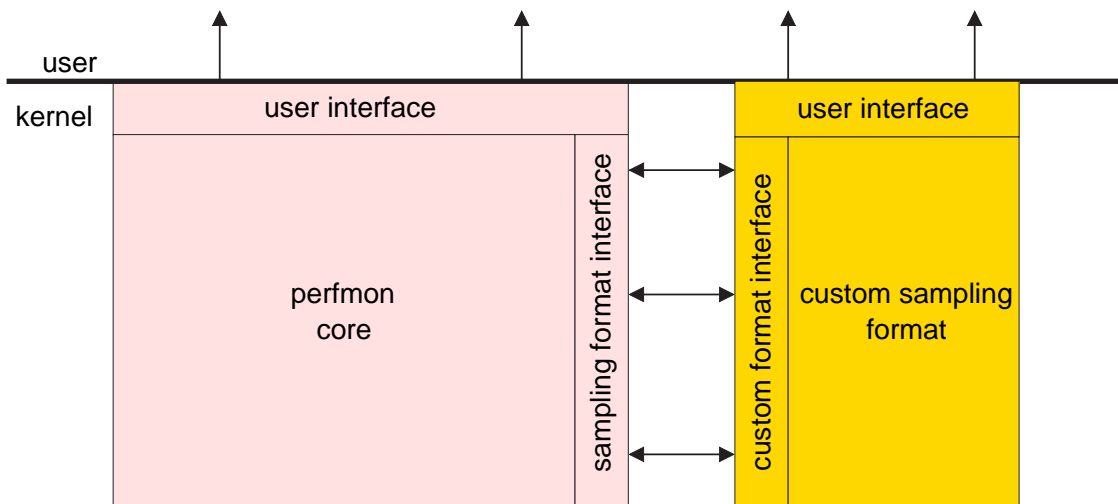 user
kernel
user interface
user interface
perfmon
core
sampling format interface
custom format interface
custom sampling
format